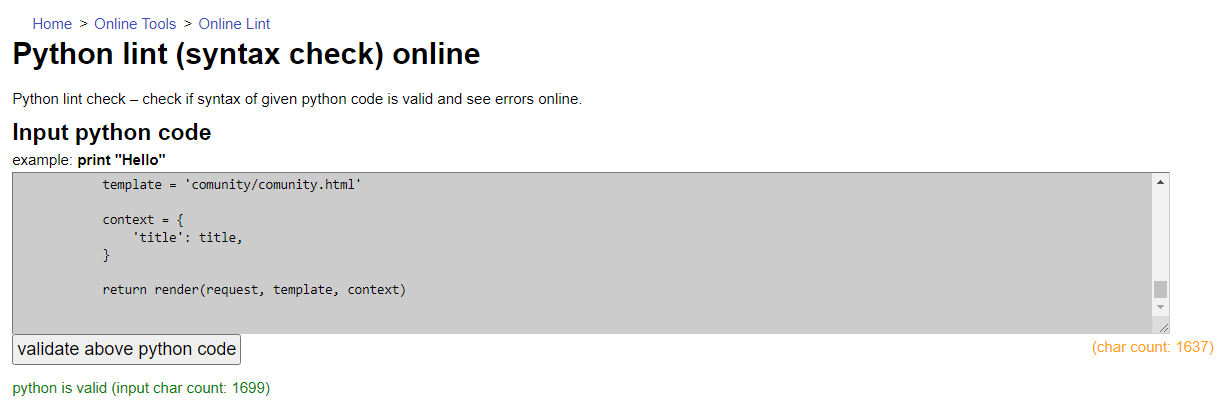 Home > Online Tools > Online Lint
Python lint (syntax check) online
Python lint check – check if syntax of given python code is valid and see errors online.
Input python code
example: print "Hello"
template = 'comunity/comunity.html'
context = {
'title': title,
}
return render(request, template, context)
validate above python code
(char count: 1637)
python is valid (input char count: 1699)